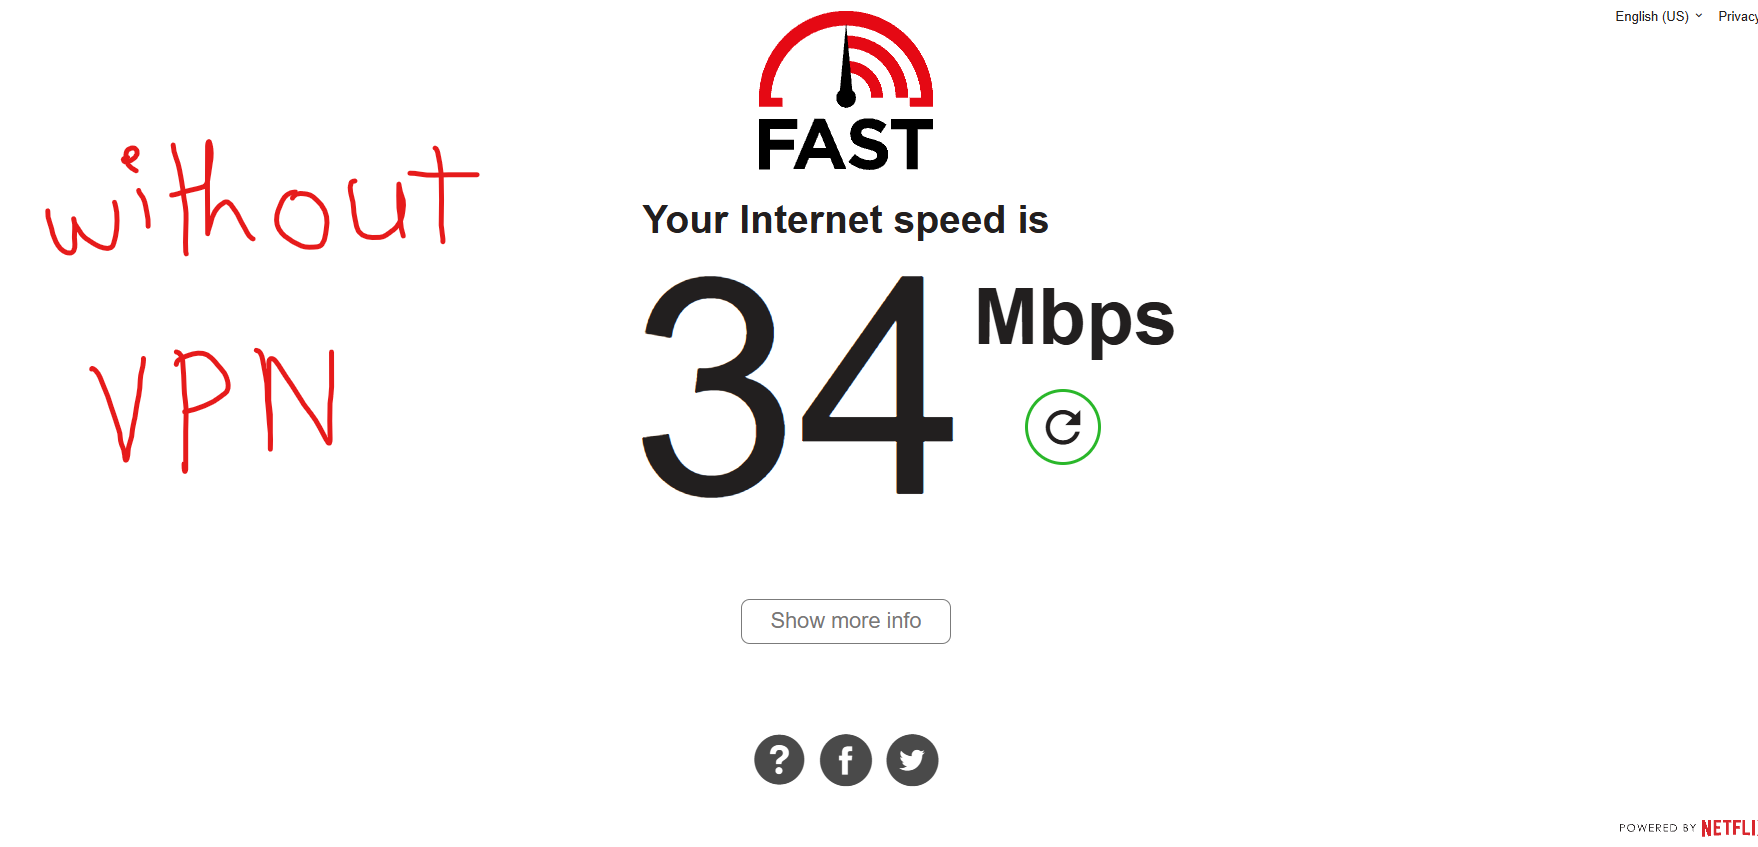 English (US) Privacy
FAST
without
VPN
Your Internet speed is
34 Mbps
Show more info
POWERED BY NETFLI